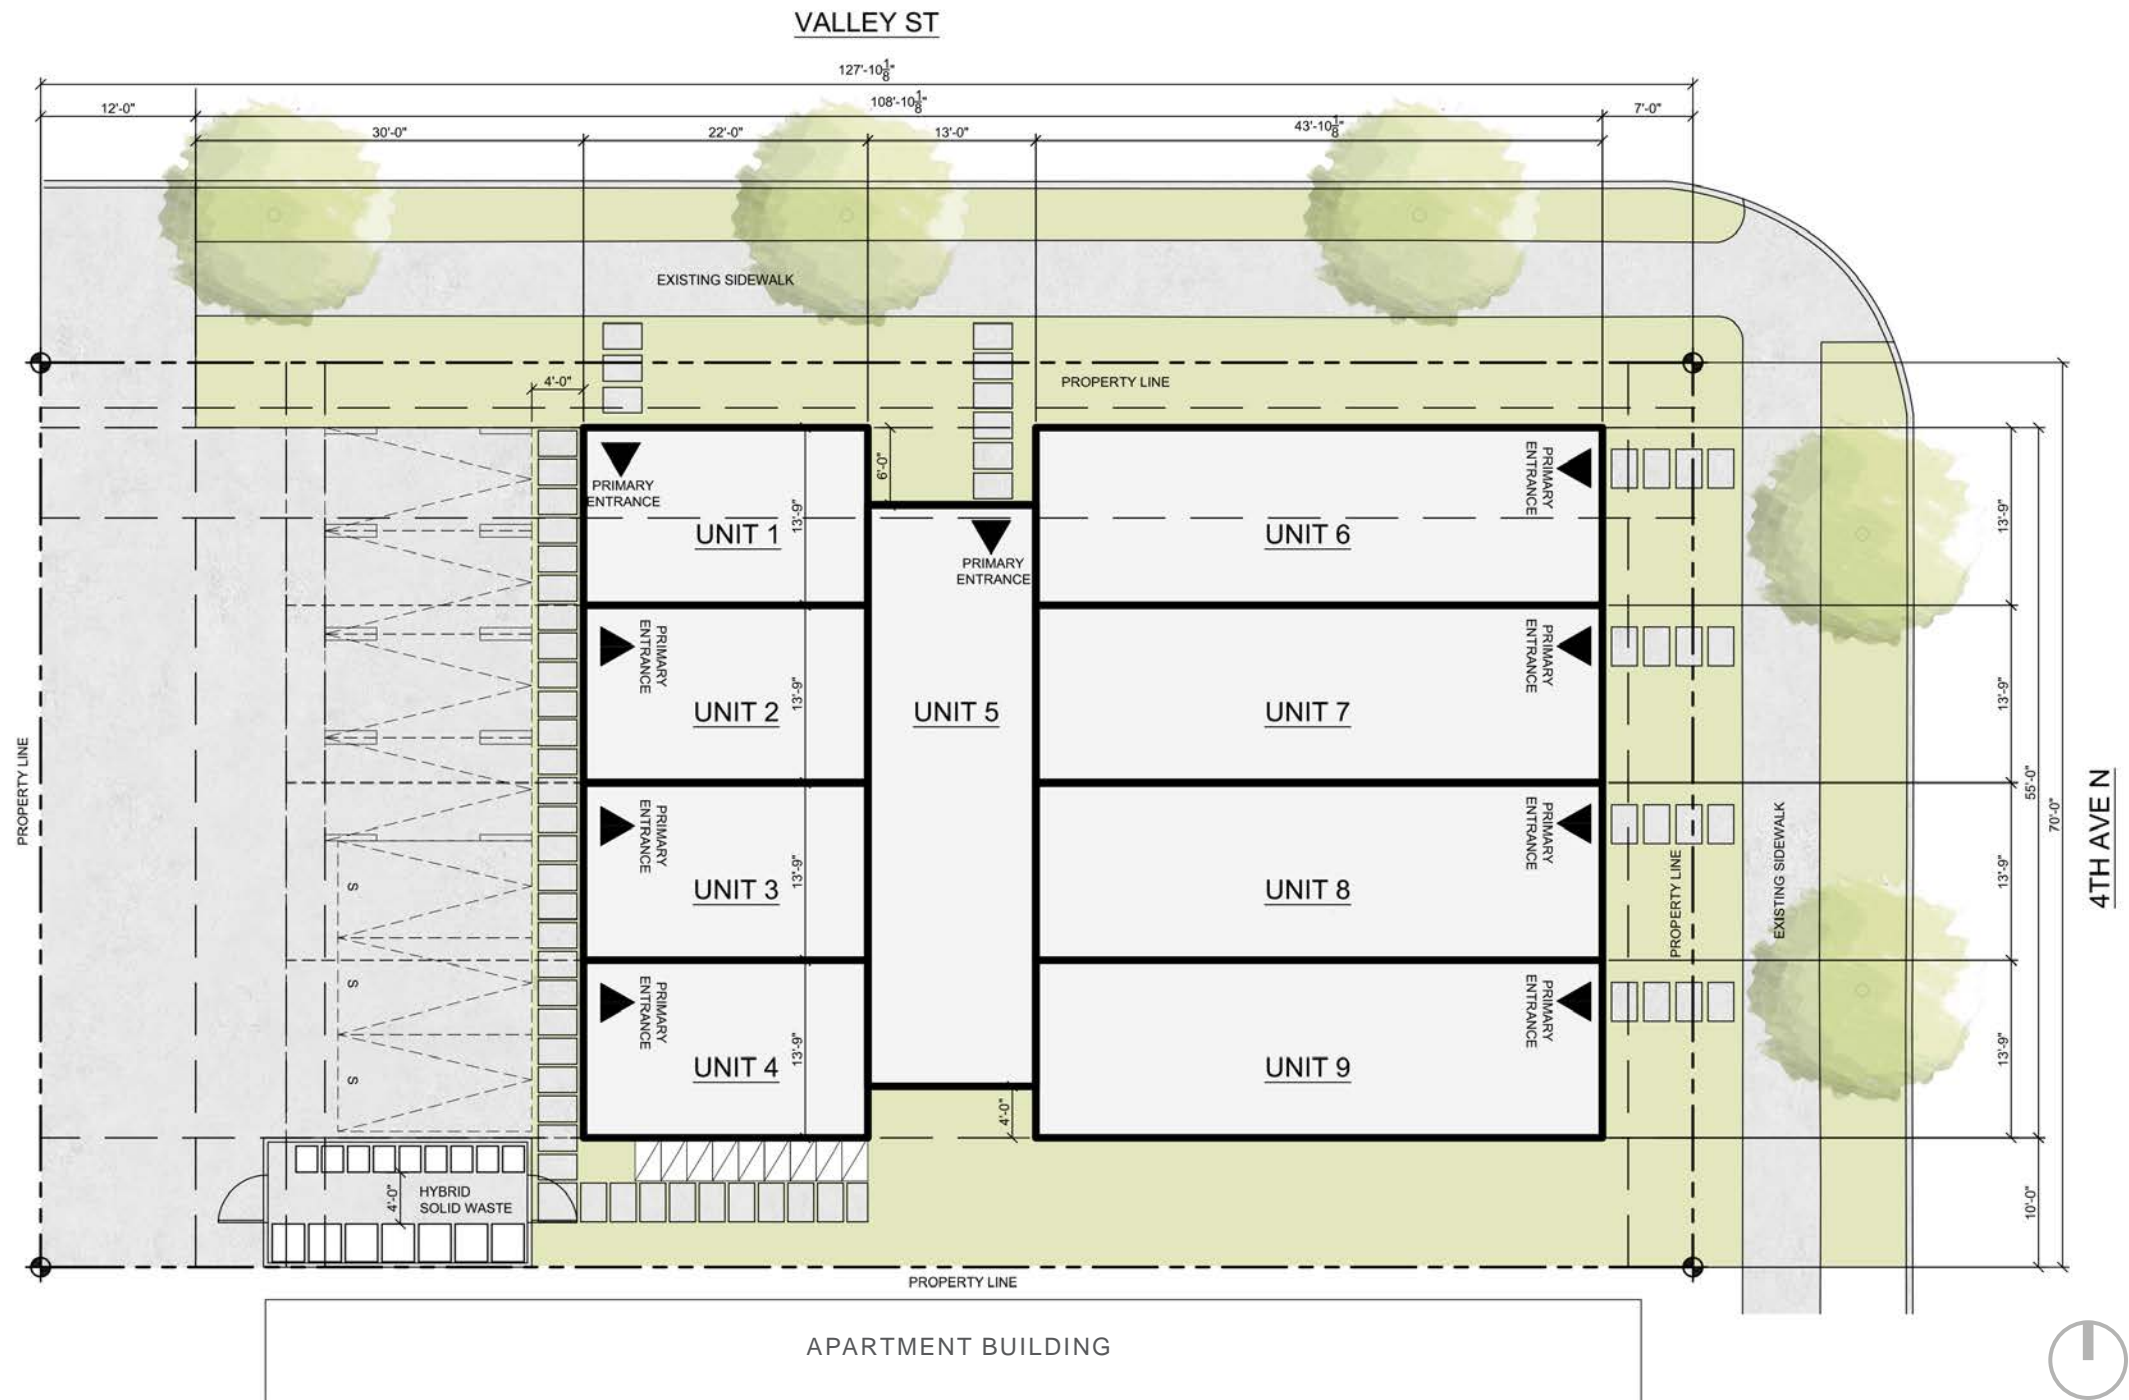 VALLEY ST
127'-10 1/8"
12'-0"
108'-10 1/8"
7'-0"
30'-0"
22'-0"
13'-0"
43'-10 1/8"
EXISTING SIDEWALK
4'-0"
PROPERTY LINE
PRIMARY
ENTRANCE
6'-0"
PRIMARY
ENTRANCE
13'-9"
UNIT 1
UNIT 6
13'-9"
PRIMARY
ENTRANCE
PRIMARY
ENTRANCE
PRIMARY
ENTRANCE
13'-9"
UNIT 2
UNIT 5
UNIT 7
13'-9"
PROPERTY LINE
55'-0"
70'-0"
4TH AVE N
PRIMARY
ENTRANCE
PRIMARY
ENTRANCE
13'-9"
UNIT 3
UNIT 8
PROPERTY LINE
EXISTING SIDEWALK
13'-9"
S
S
S
PRIMARY
ENTRANCE
PRIMARY
ENTRANCE
13'-9"
UNIT 4
UNIT 9
13'-9"
4'-0"
4'-0"
HYBRID
SOLID WASTE
10'-0"
PROPERTY LINE
APARTMENT BUILDING